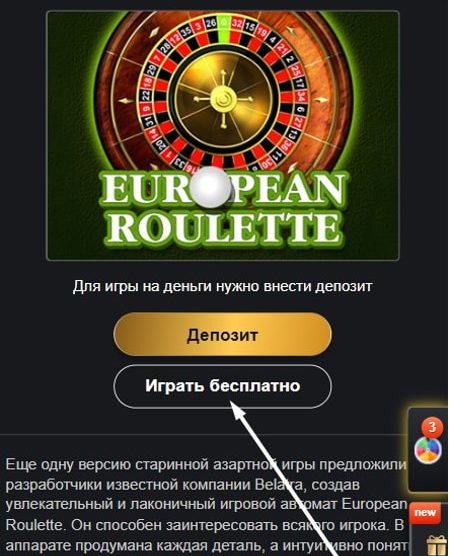 EUROPEAN
ROULETTE
Для игры на деньги нужно внести депозит
Депозит
Играть бесплатно
3
new
Еще одну версию старинной азартной игры предложили
разработчики известной компании Belatra, создав
увлекательный и лаконичный игровой автомат European
Roulette. Он способен заинтересовать всякого игрока. В
аппарате продумана каждая деталь, а интуитивно понят